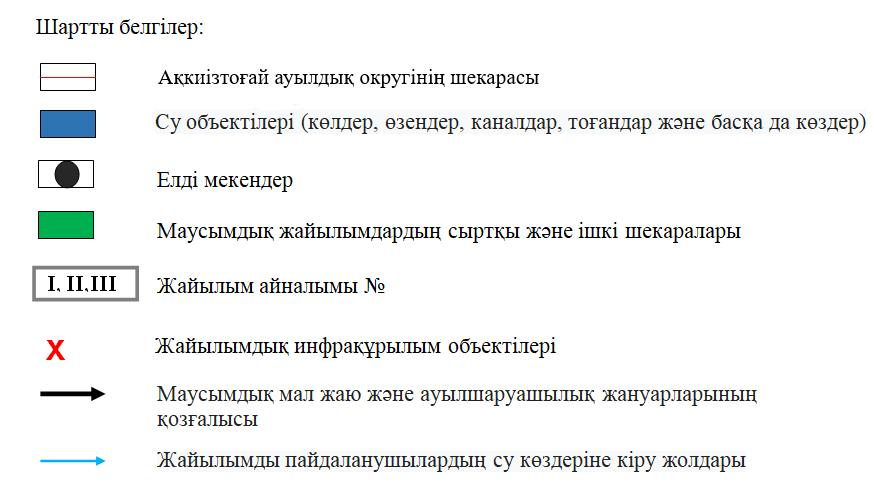 Шартты белгілер:
Аққиізтоғай ауылдық округінің шекарасы
Су объектілері (көлдер, өзендер, каналдар, тоғандар және басқа да көздер)
Елді мекендер
Маусымдық жайылымдардың сыртқы және ішкі шекаралары
I, II,III Жайылым айналымы №
X Жайылымдық инфрақұрылым объектілері
Маусымдық мал жаю және ауылшаруашылық жануарларының
қозғалысы
Жайылымды пайдаланушылардың су көздеріне кіру жолдары